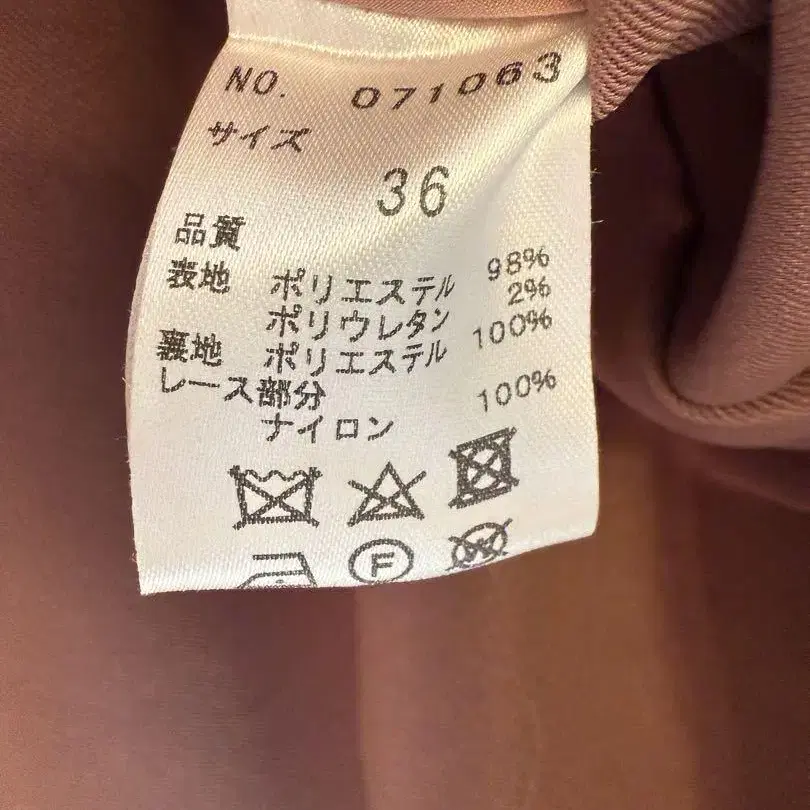 NO. 071063
サイズ
36
品質
表地 ポリエステル 98%
ポリウレタン 2%
裏地 ポリエステル 100%
レース部分
ナイロン 100%
F
W